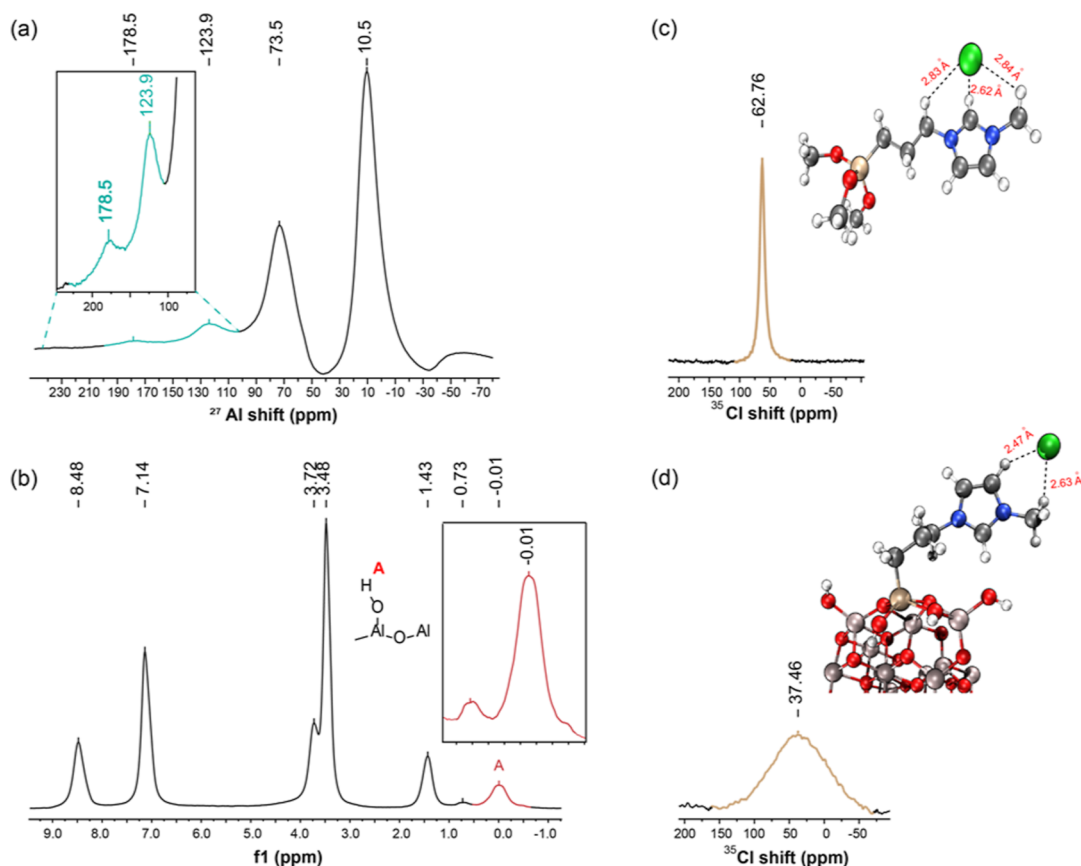 (a)
– 178.5
– 123.9
– 73.5
– 10.5
178.5
123.9
200
100
230 210 190 170 150 130 110 90 70 50 30 10 -10 -30 -50 -70
²⁷ Al shift (ppm)
(b)
– 8.48
– 7.14
3.72
3.48
– 1.43
– 0.73
– -0.01
A
H
O
Al
O
Al
– -0.01
A
9.0 8.0 7.0 6.0 5.0 4.0 3.0 2.0 1.0 0.0 -1.0
f1 (ppm)
(c)
– 62.76
2.83 Å
2.62 Å
2.84 Å
200 150 100 50 0 -50 -100
³⁵Cl shift (ppm)
(d)
– 37.46
2.47 Å
2.63 Å
200 150 100 50 0 -50
³⁵Cl shift (ppm)